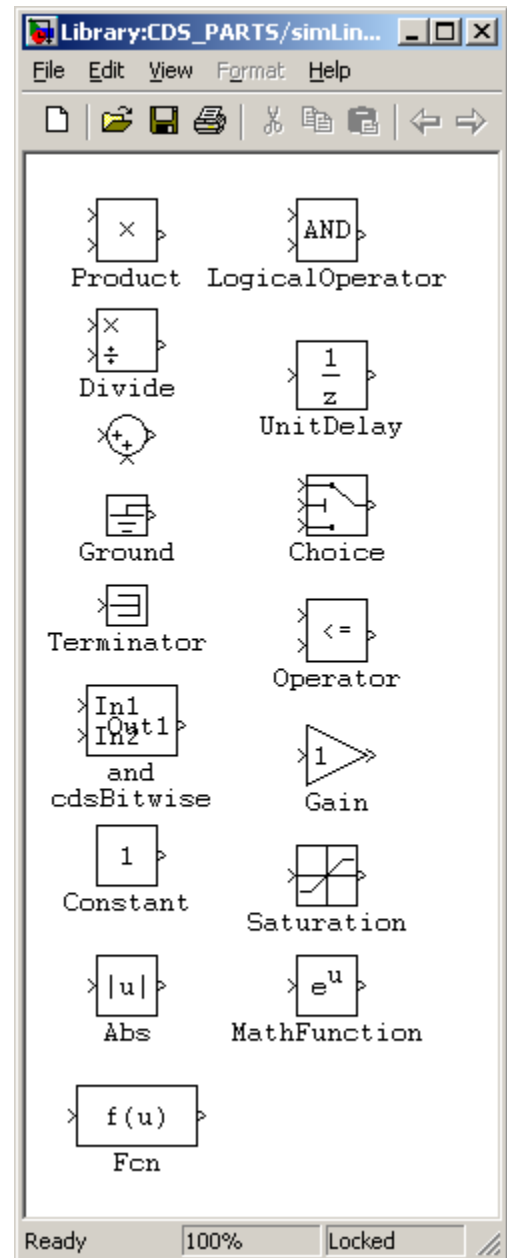 Library:CDS_PARTS/simLin...
File Edit View Format Help
×
Product
AND
LogicalOperator
×
÷
Divide
1
z
UnitDelay
+
+
Ground
Choice
Terminator
<=
Operator
In1
Out1
In2
and
cdsBitwise
1
Gain
1
Constant
Saturation
|u|
Abs
e^u
MathFunction
f(u)
Fcn
Ready 100% Locked